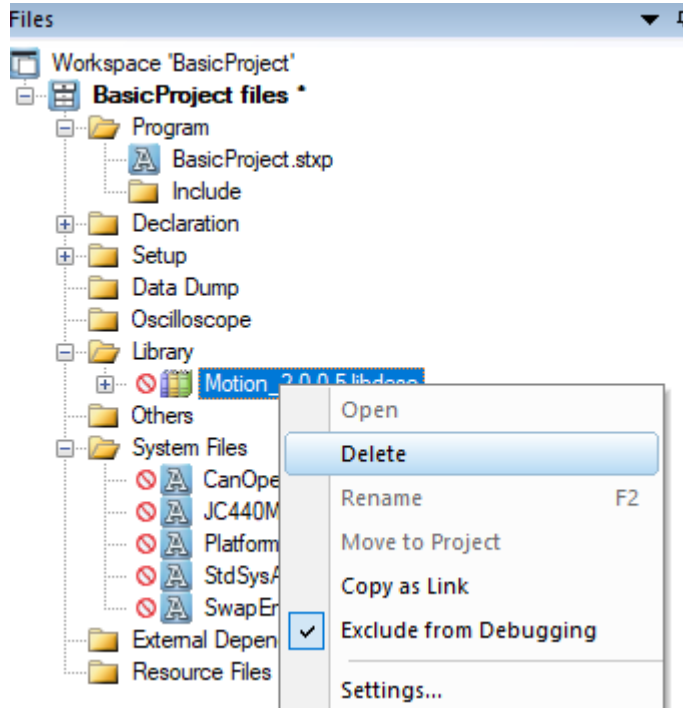 Files
Workspace 'BasicProject'
BasicProject files *
Program
BasicProject.stxp
Include
Declaration
Setup
Data Dump
Oscilloscope
Library
Others
System Files
CanOpe
JC440M
Platform
StdSysA
SwapEr
External Depen
Resource Files
Open
Delete
Rename F2
Move to Project
Copy as Link
Exclude from Debugging
Settings...